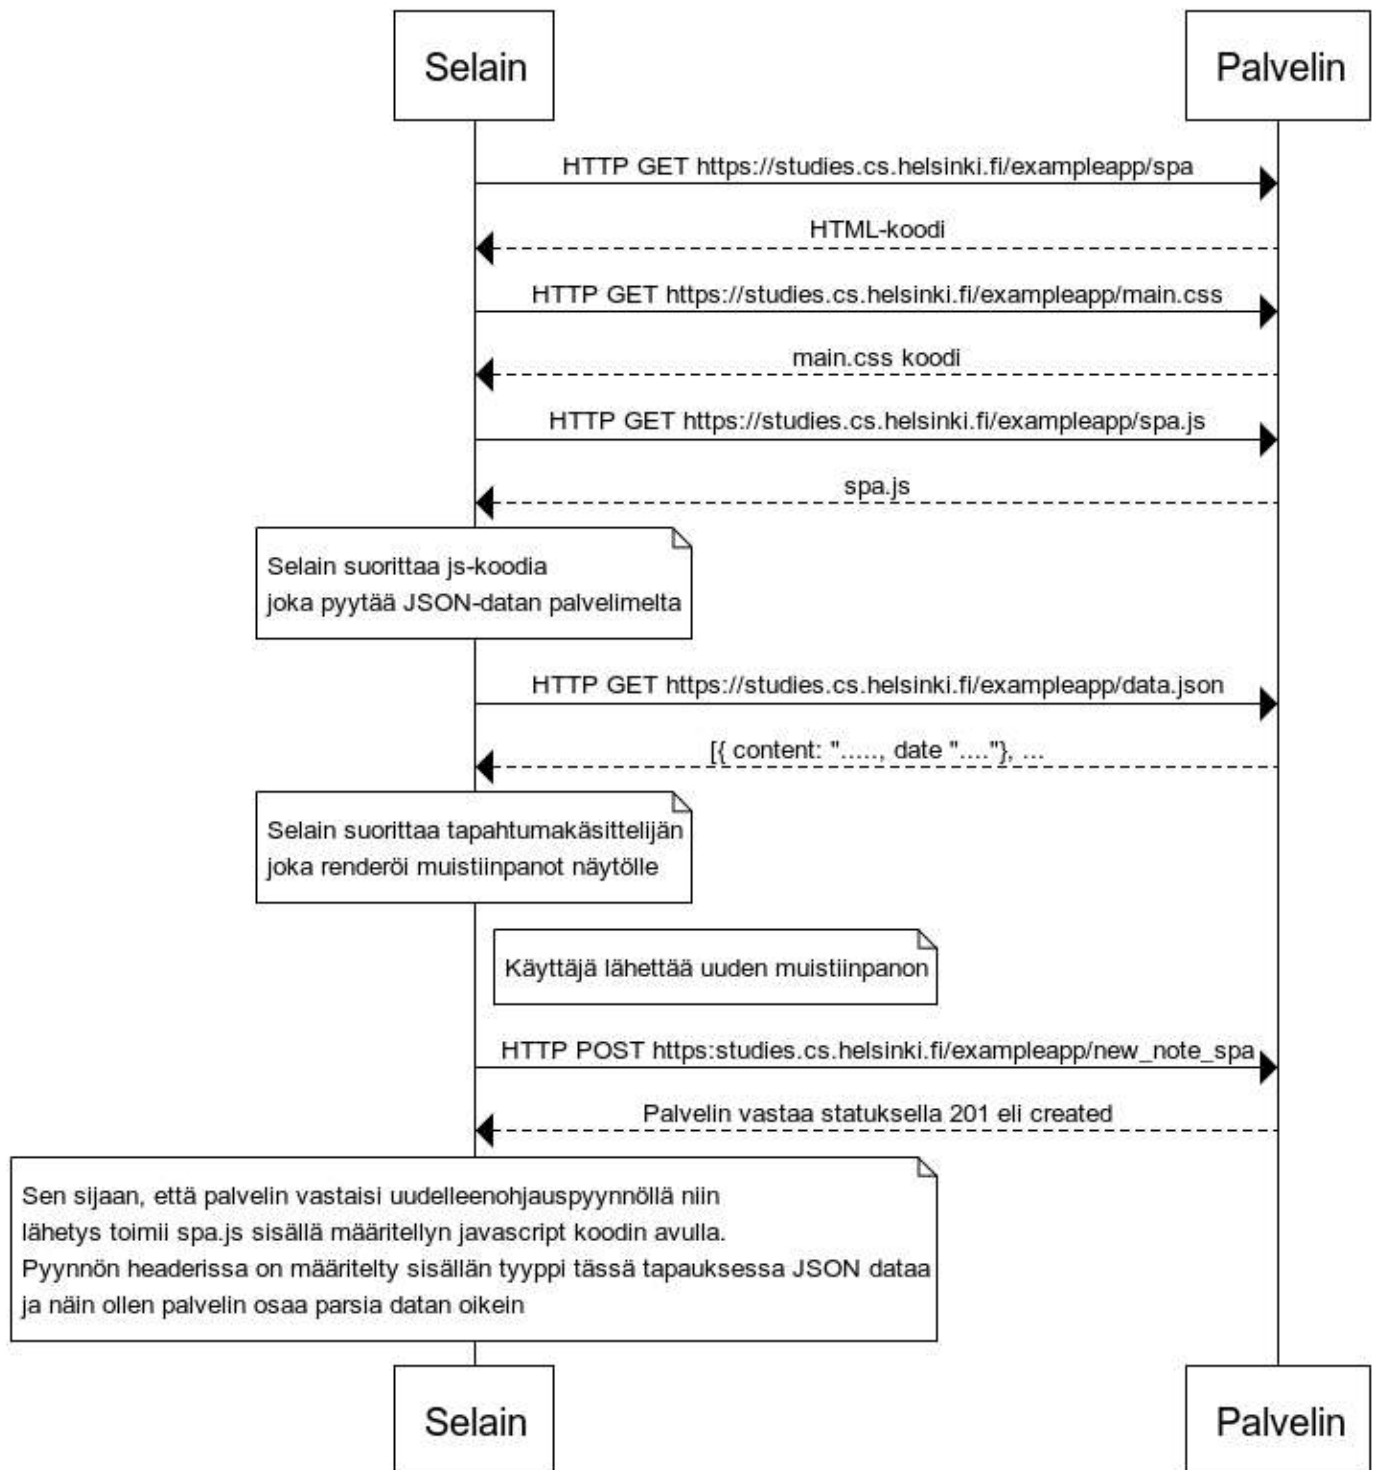 Selain
Palvelin
HTTP GET https://studies.cs.helsinki.fi/exampleapp/spa
HTML-koodi
HTTP GET https://studies.cs.helsinki.fi/exampleapp/main.css
main.css koodi
HTTP GET https://studies.cs.helsinki.fi/exampleapp/spa.js
spa.js
Selain suorittaa js-koodia
joka pyytää JSON-datan palvelimelta
HTTP GET https://studies.cs.helsinki.fi/exampleapp/data.json
[{ content: "....., date "...."}, ...
Selain suorittaa tapahtumakäsittelijän
joka renderöi muistiinpanot näytölle
Käyttäjä lähettää uuden muistiinpanon
HTTP POST https:studies.cs.helsinki.fi/exampleapp/new_note_spa
Palvelin vastaa statuksella 201 eli created
Sen sijaan, että palvelin vastaisi uudelleenohjauspyynnöllä niin
lähetys toimii spa.js sisällä määritellyn javascript koodin avulla.
Pyynnön headerissa on määritelty sisällän tyyppi tässä tapauksessa JSON dataa
ja näin ollen palvelin osaa parsia datan oikein
Selain
Palvelin